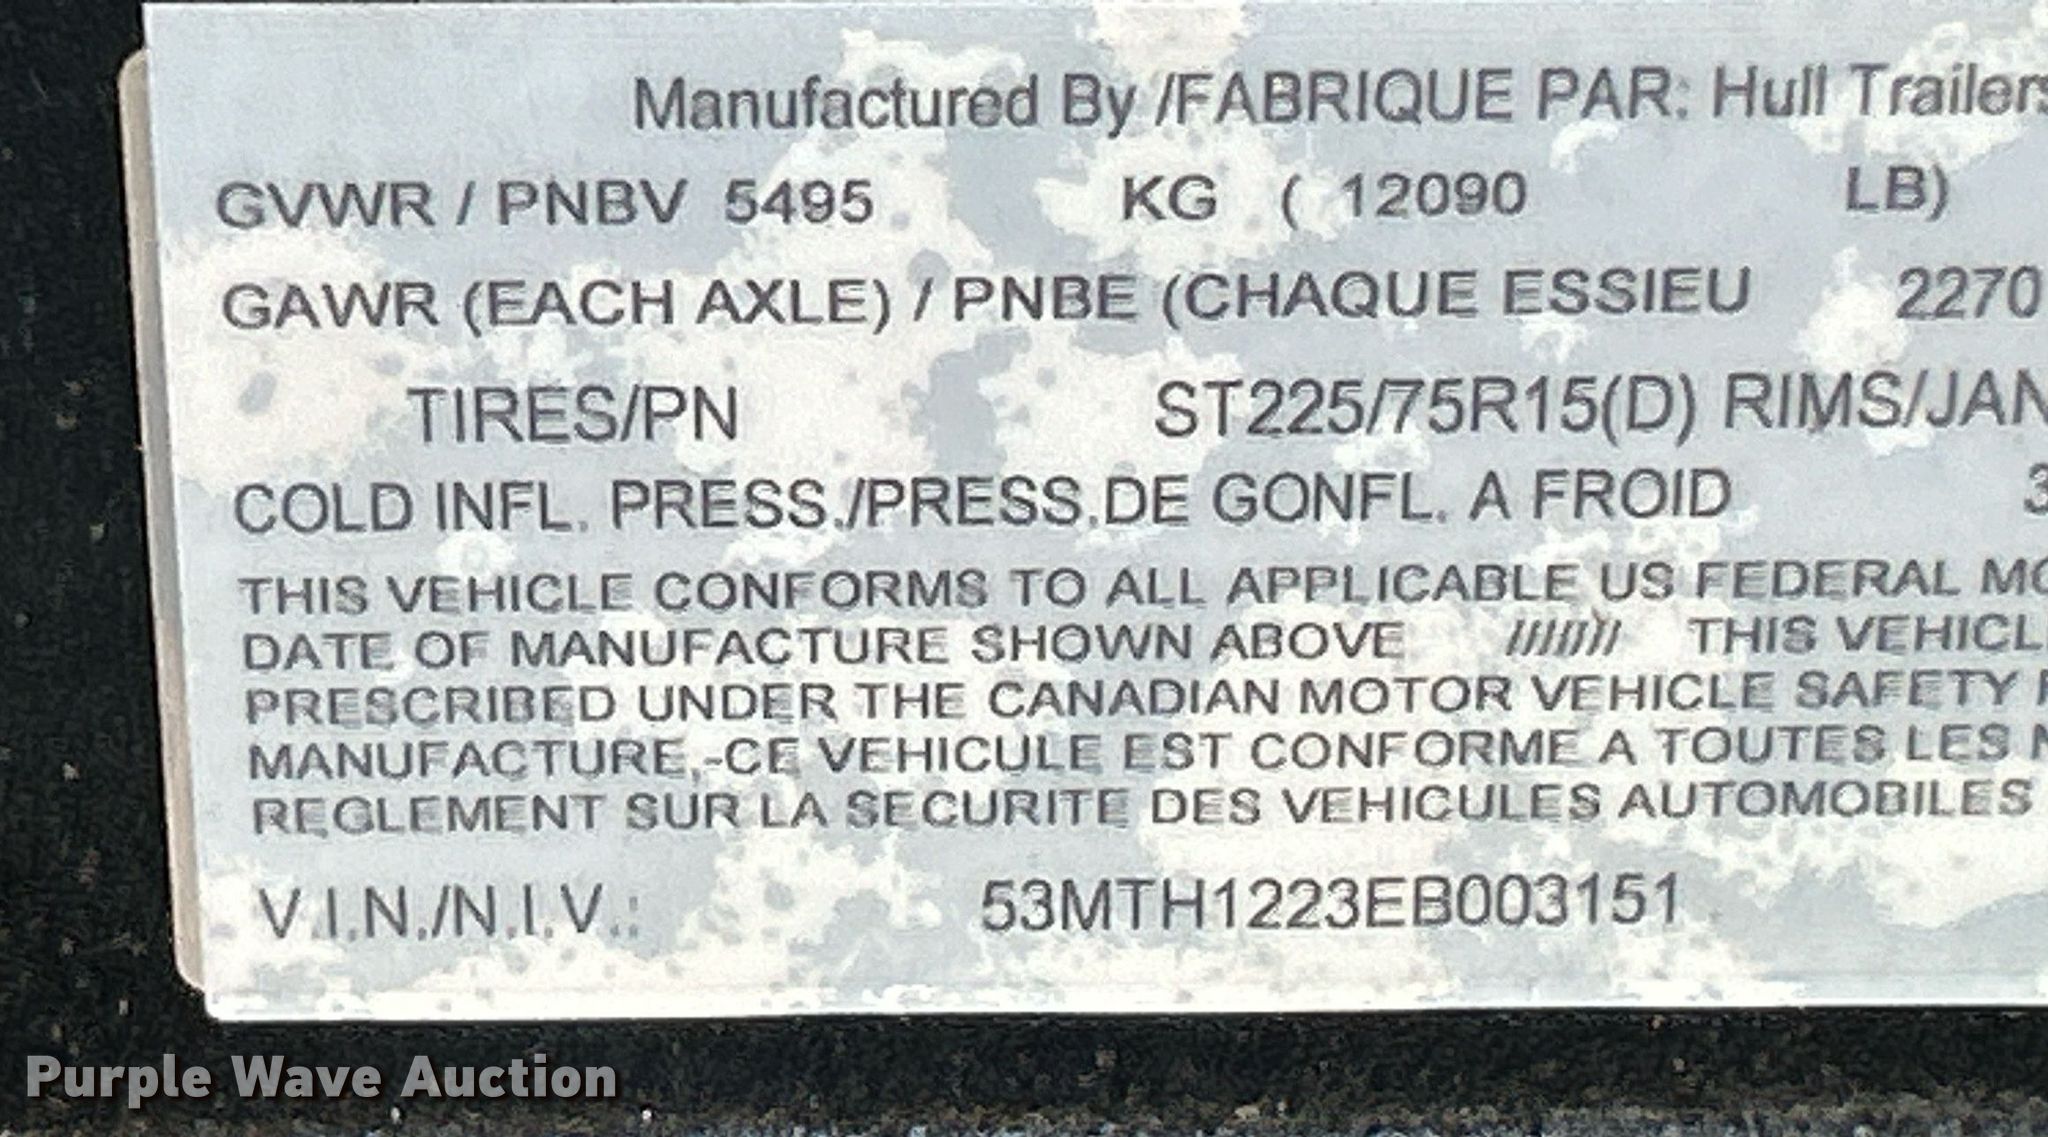 Manufactured By /FABRIQUE PAR: Hull Trailers
GVWR / PNBV 5495 KG ( 12090 LB)
GAWR (EACH AXLE) / PNBE (CHAQUE ESSIEU 2270
TIRES/PN ST225/75R15(D) RIMS/JAN
COLD INFL. PRESS./PRESS.DE GONFL. A FROID
THIS VEHICLE CONFORMS TO ALL APPLICABLE US FEDERAL MO
DATE OF MANUFACTURE SHOWN ABOVE /////// THIS VEHICL
PRESCRIBED UNDER THE CANADIAN MOTOR VEHICLE SAFETY
MANUFACTURE,-CE VEHICULE EST CONFORME A TOUTES LES
REGLEMENT SUR LA SECURITE DES VEHICULES AUTOMOBILES
V.I.N./N.I.V.: 53MTH1223EB003151
Purple Wave Auction